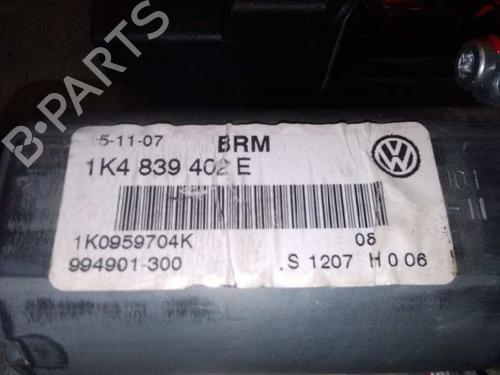 5-11-07 BRM
1K4 839 402 E
1K0959704K 08
994901-300 .S 1207 H 0 06
B-PARTS